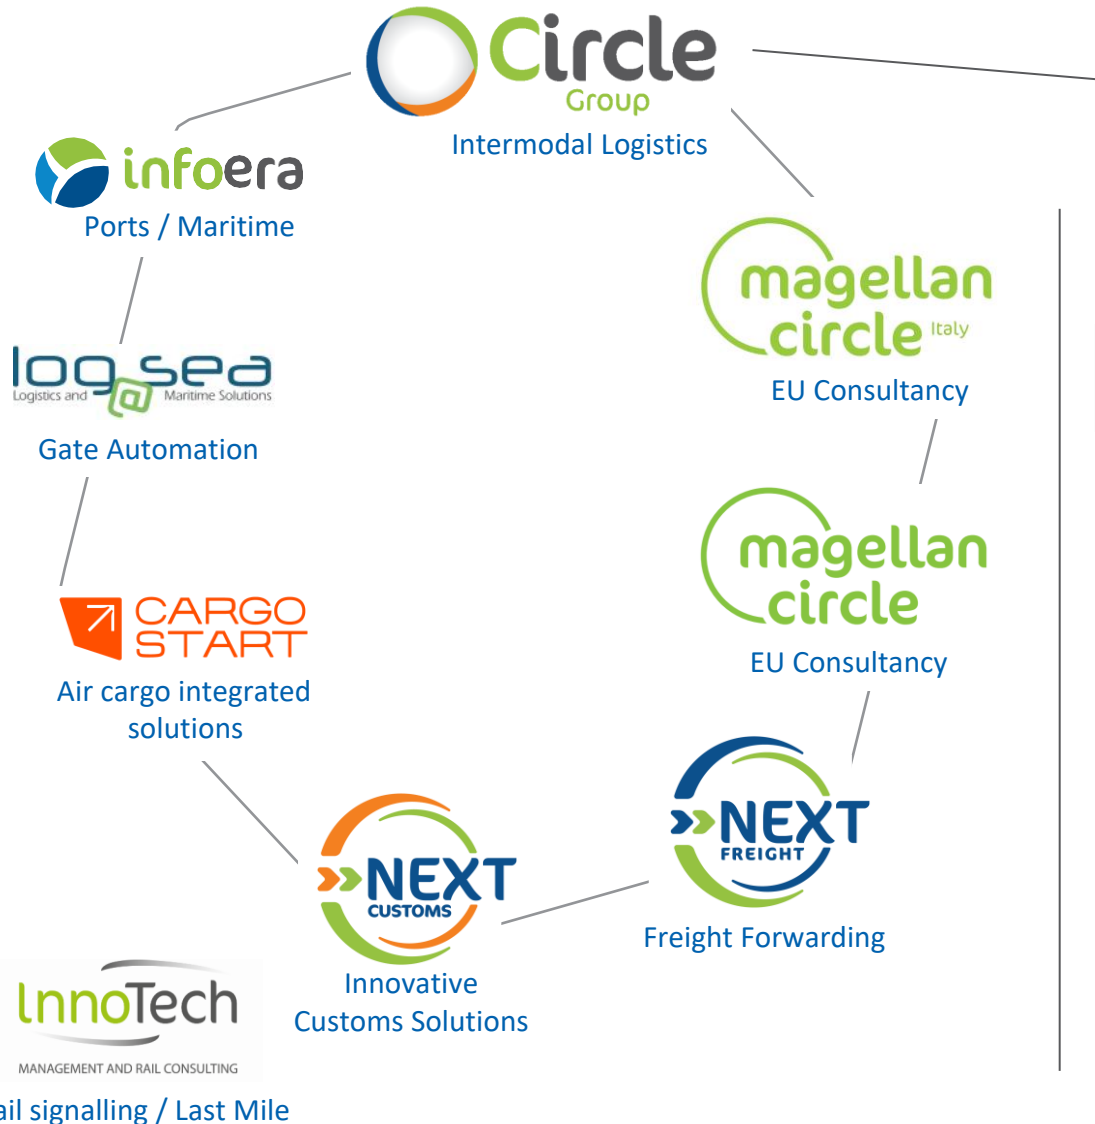 Circle
Group
Intermodal Logistics
infoera
Ports / Maritime
magellan
circle Italy
EU Consultancy
log@sea
Logistics and Maritime Solutions
Gate Automation
magellan
circle
EU Consultancy
CARGO
START
Air cargo integrated
solutions
NEXT
FREIGHT
Freight Forwarding
NEXT
CUSTOMS
Innovative
Customs Solutions
InnoTech
MANAGEMENT AND RAIL CONSULTING
ail signalling / Last Mile